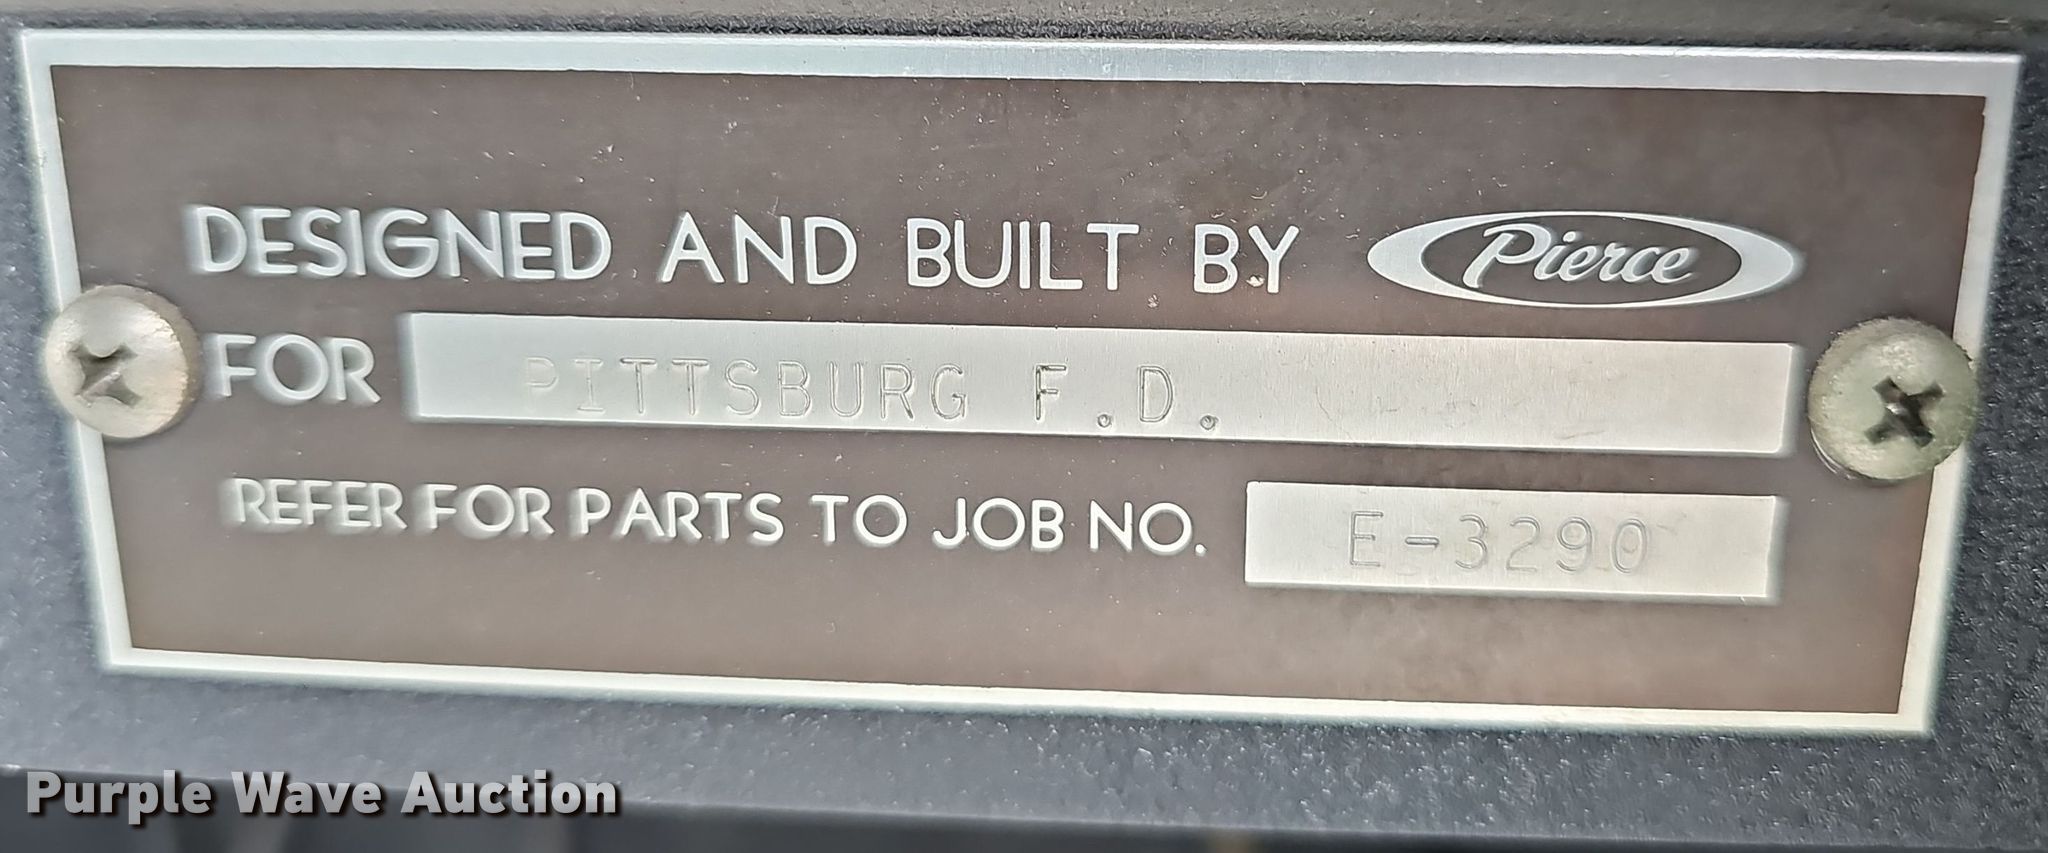 DESIGNED AND BUILT BY Pierce
FOR PITTSBURG F.D.
REFER FOR PARTS TO JOB NO. E-3290
Purple Wave Auction